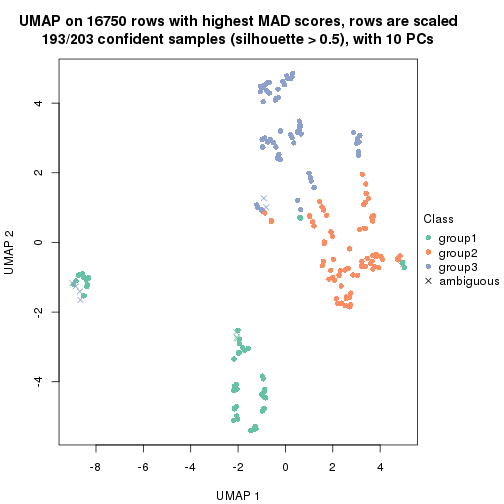 UMAP on 16750 rows with highest MAD scores, rows are scaled
193/203 confident samples (silhouette > 0.5), with 10 PCs
4
2
0
-2
-4
UMAP 2
-8
-6
-4
-2
0
2
4
UMAP 1
Class
group1
group2
group3
ambiguous